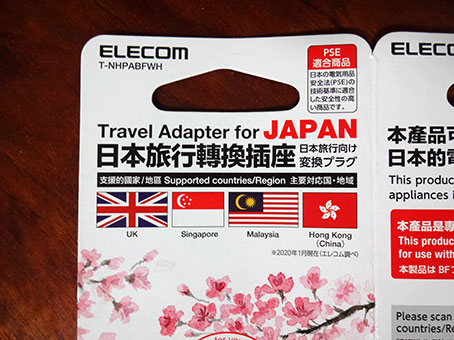 ELECOM
T-NHPABFWH
PSE
適合商品
日本の電気用品
安全法(PSE)の
技術基準に適合
した安全性の高
い商品です。
Travel Adapter for JAPAN
日本旅行轉換插座
日本旅行向け
変換プラグ
支援的國家/地區 Supported countries/Region 主要対応国・地域
UK
Singapore
Malaysia
Hong Kong
(China)
※2020年1月現在(エレコム調べ)
for you
ELECOM
本產品可
日本的電
This produc
appliances i
本產品是專
This produc
for use with
本製品は BFプ
Please scan
countries/Re